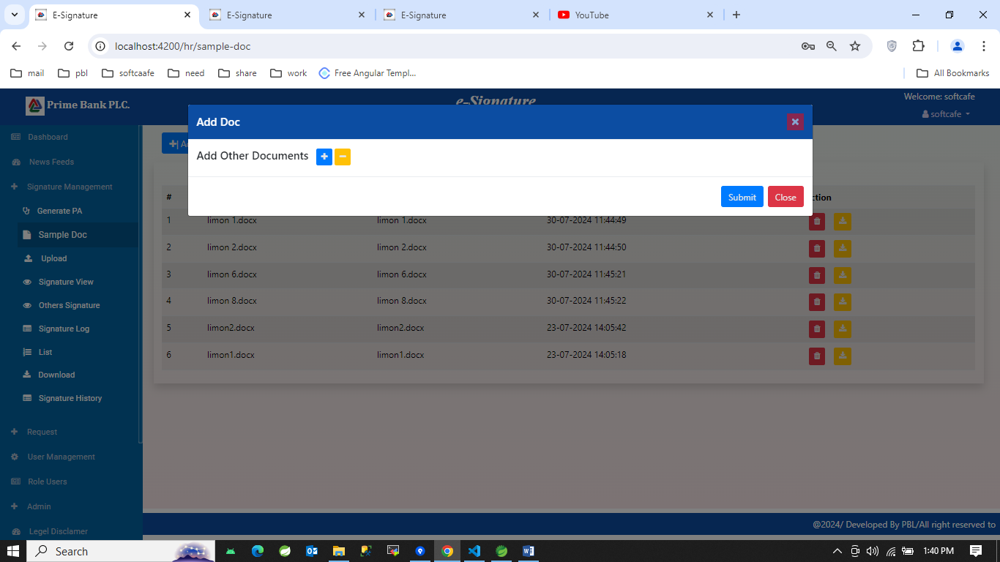 E-Signature
E-Signature
E-Signature
YouTube
localhost:4200/hr/sample-doc
mail
pbl
softcaafe
need
share
work
Free Angular Templ...
All Bookmarks
Prime Bank PLC.
e-Signature
Welcome: softcafe
softcafe
Dashboard
News Feeds
Signature Management
Generate PA
Sample Doc
Upload
Signature View
Others Signature
Signature Log
List
Download
Signature History
Request
User Management
Role Users
Admin
Legel Disclamer
Add Doc
Add Other Documents
Submit Close
# ction
1 limon 1.docx limon 1.docx 30-07-2024 11:44:49
2 limon 2.docx limon 2.docx 30-07-2024 11:44:50
3 limon 6.docx limon 6.docx 30-07-2024 11:45:21
4 limon 8.docx limon 8.docx 30-07-2024 11:45:22
5 limon2.docx limon2.docx 23-07-2024 14:05:42
6 limon1.docx limon1.docx 23-07-2024 14:05:18
@2024/ Developed By PBL/All right reserved to
Search
1:40 PM